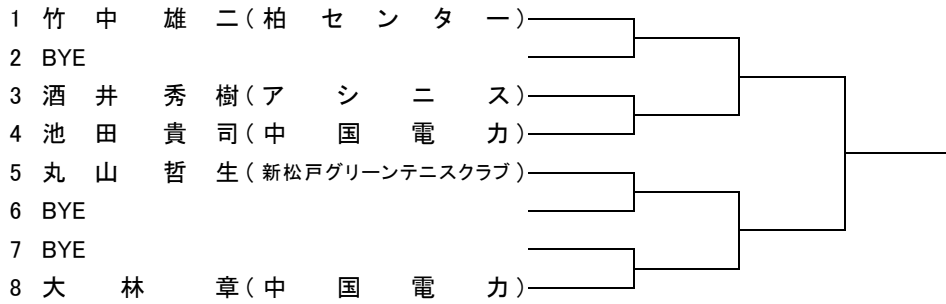 1 竹中 雄二(柏センター)
2 BYE
3 酒井秀樹(アシニス)
4 池田貴司(中国電力)
5 丸山哲生(新松戸グリーンテニスクラブ)
6 BYE
7 BYE
8 大林 章(中国電力)